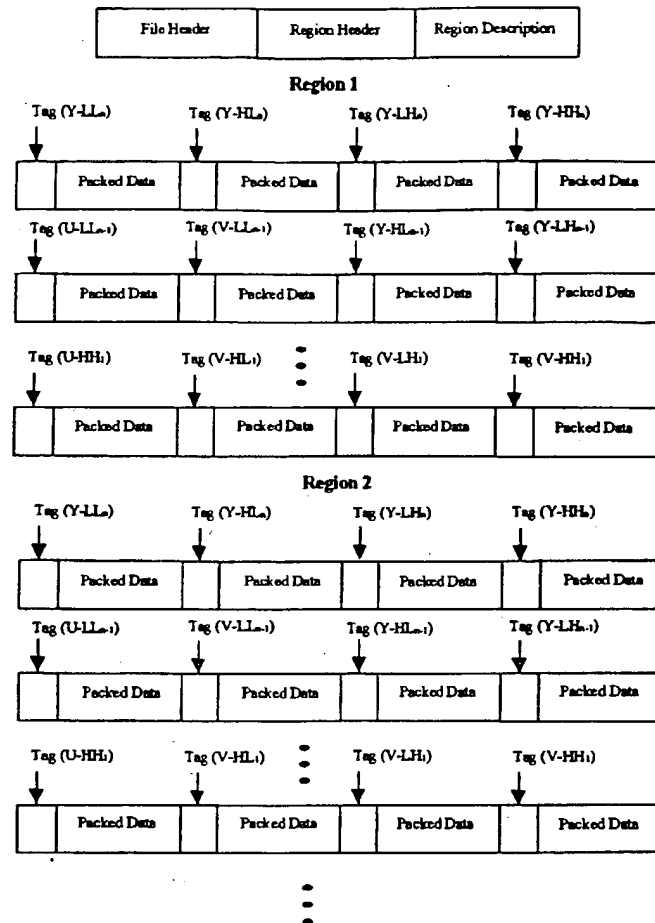 File Header Region Header Region Description
Region 1
Tag (Y-LLₙ) Tag (Y-HLₙ) Tag (Y-LHₙ) Tag (Y-HHₙ)
Packed Data Packed Data Packed Data Packed Data
Tag (U-LLₙ₋₁) Tag (V-LLₙ₋₁) Tag (Y-HLₙ₋₁) Tag (Y-LHₙ₋₁)
Packed Data Packed Data Packed Data Packed Data
Tag (U-HH₁) Tag (V-HL₁) Tag (V-LH₁) Tag (V-HH₁)
Packed Data Packed Data Packed Data Packed Data
Region 2
Tag (Y-LLₙ) Tag (Y-HLₙ) Tag (Y-LHₙ) Tag (Y-HHₙ)
Packed Data Packed Data Packed Data Packed Data
Tag (U-LLₙ₋₁) Tag (V-LLₙ₋₁) Tag (Y-HLₙ₋₁) Tag (Y-LHₙ₋₁)
Packed Data Packed Data Packed Data Packed Data
Tag (U-HH₁) Tag (V-HL₁) Tag (V-LH₁) Tag (V-HH₁)
Packed Data Packed Data Packed Data Packed Data